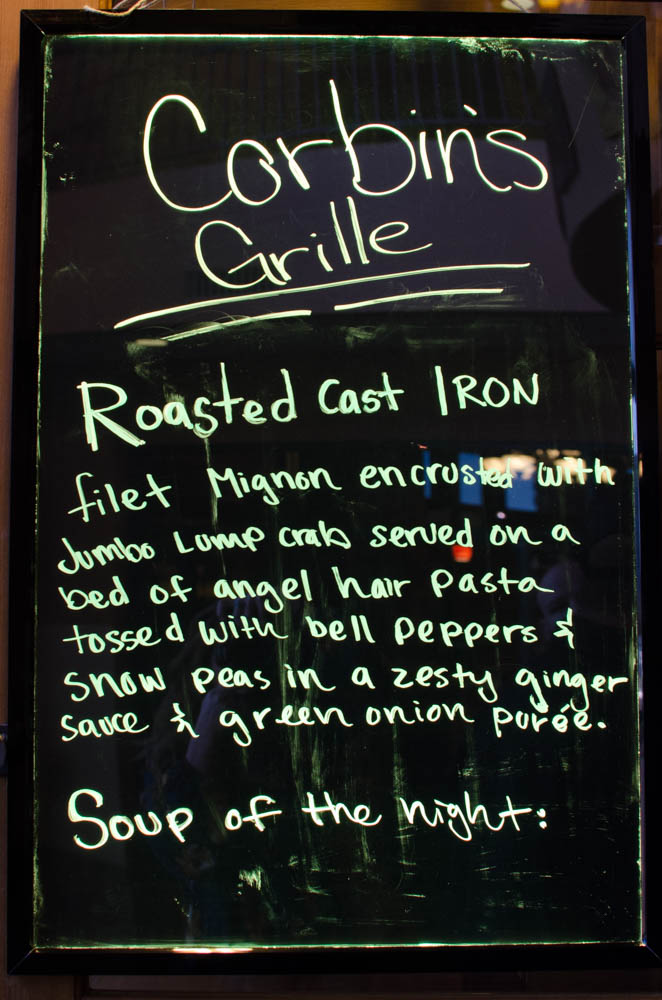 Corbin's
Grille
Roasted Cast IRON
filet Mignon encrusted with
Jumbo Lump crab served on a
bed of angel hair pasta
tossed with bell peppers &
snow peas in a zesty ginger
sauce & green onion purée.
Soup of the night: